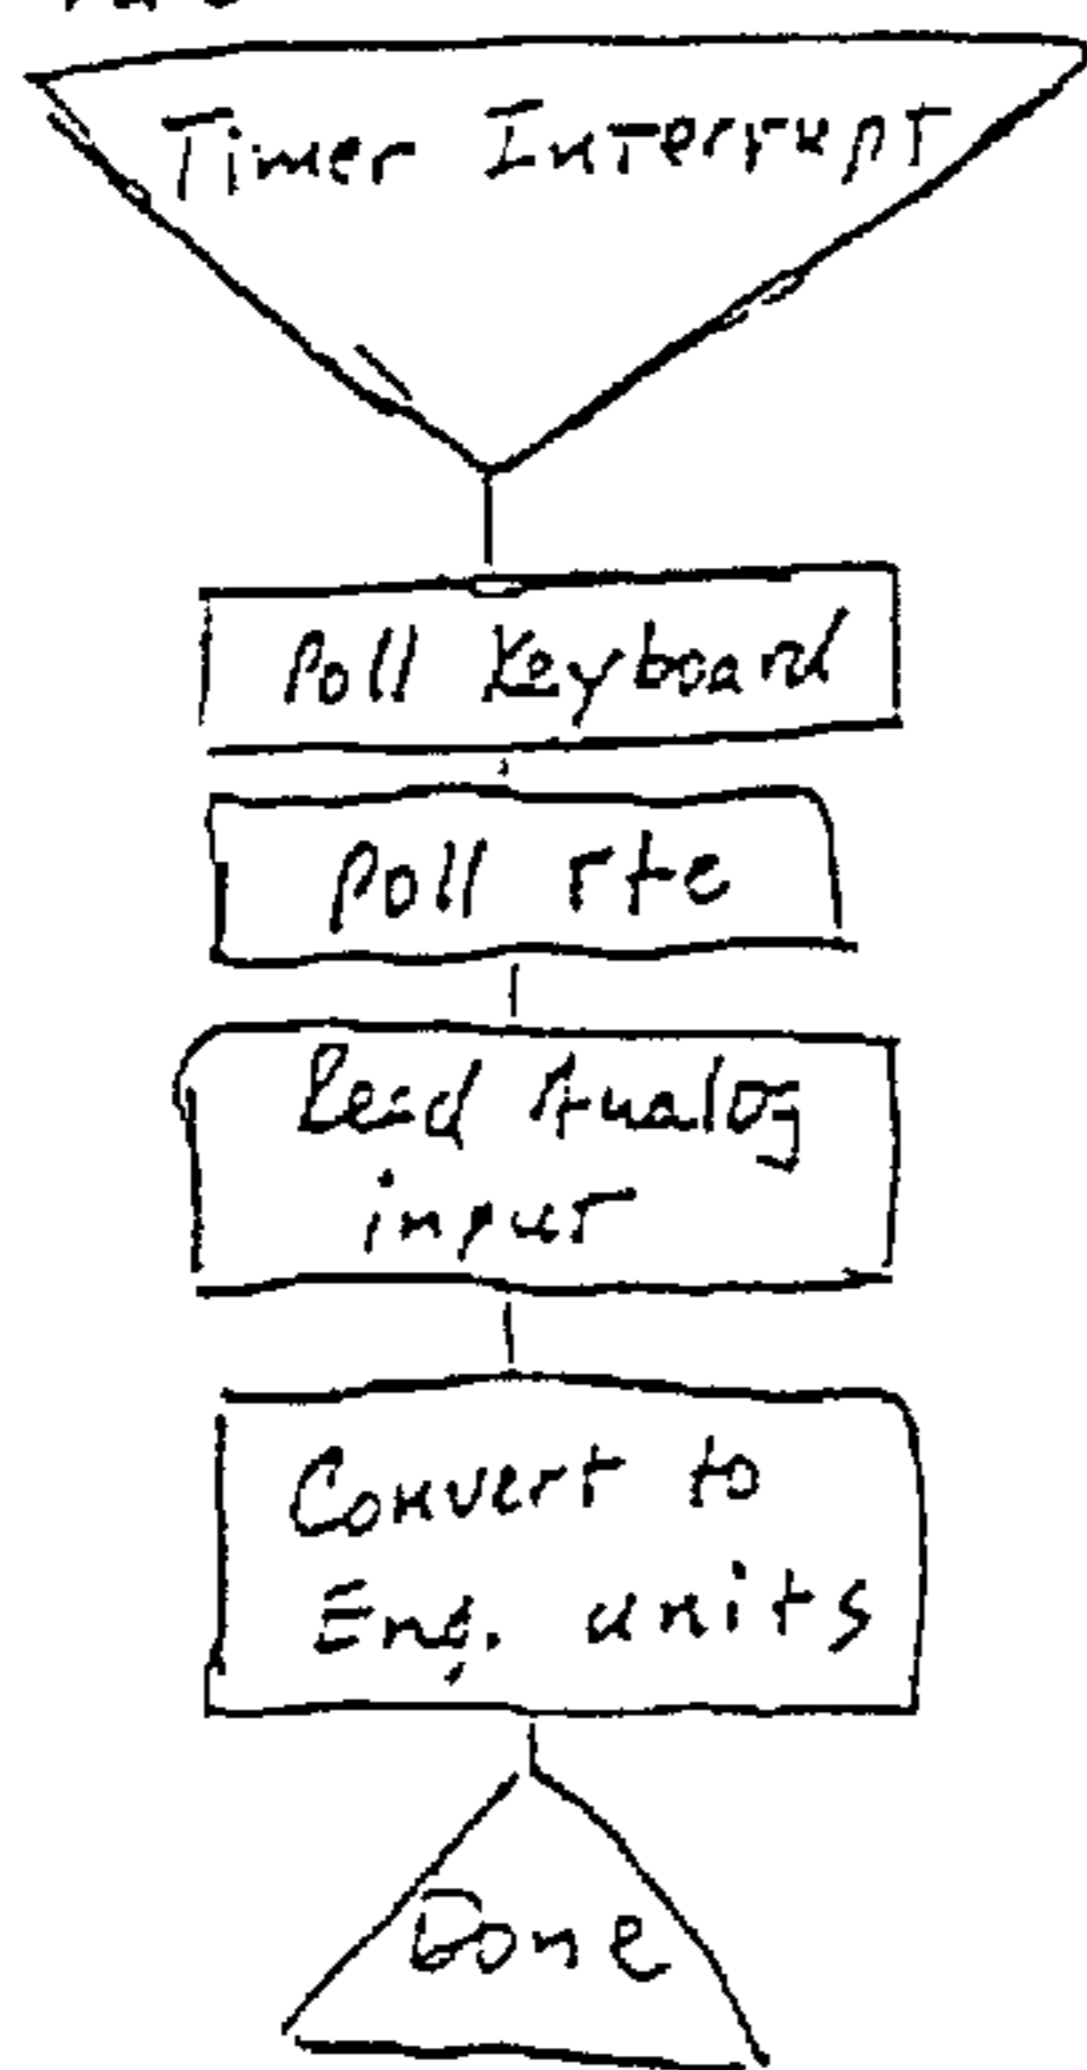 Timer Interrupt
Poll Keyboard
Poll rtc
Read Analog
input
Convert to
Eng. units
Done